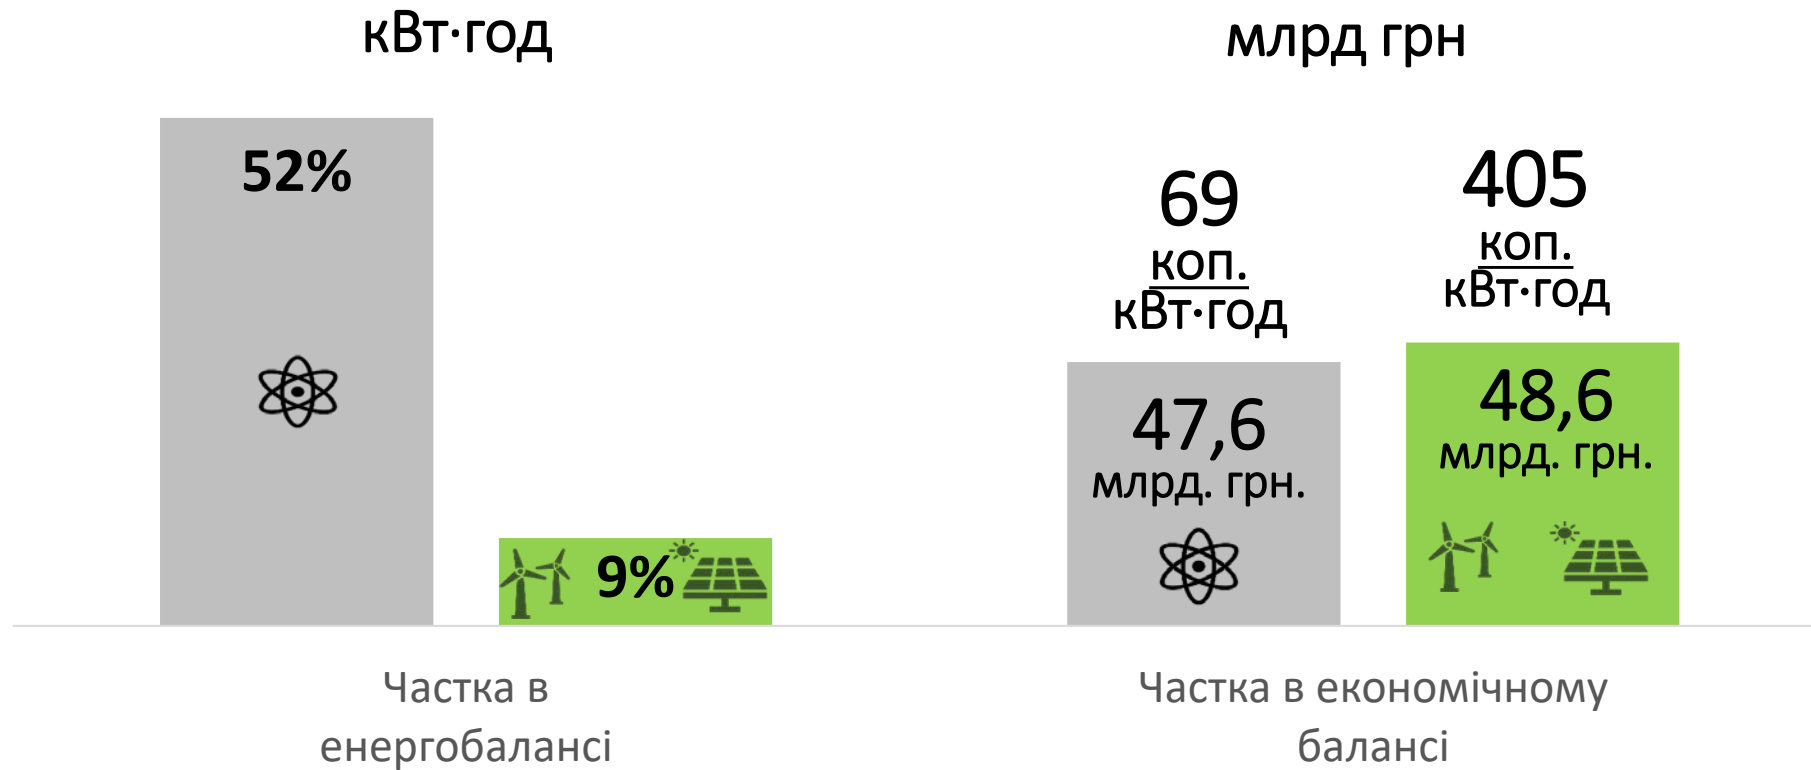 кВт·год
млрд грн
52%
9%
69
коп.
кВт·год
405
коп.
кВт·год
47,6
млрд. грн.
48,6
млрд. грн.
Частка в
енергобалансі
Частка в економічному
балансі